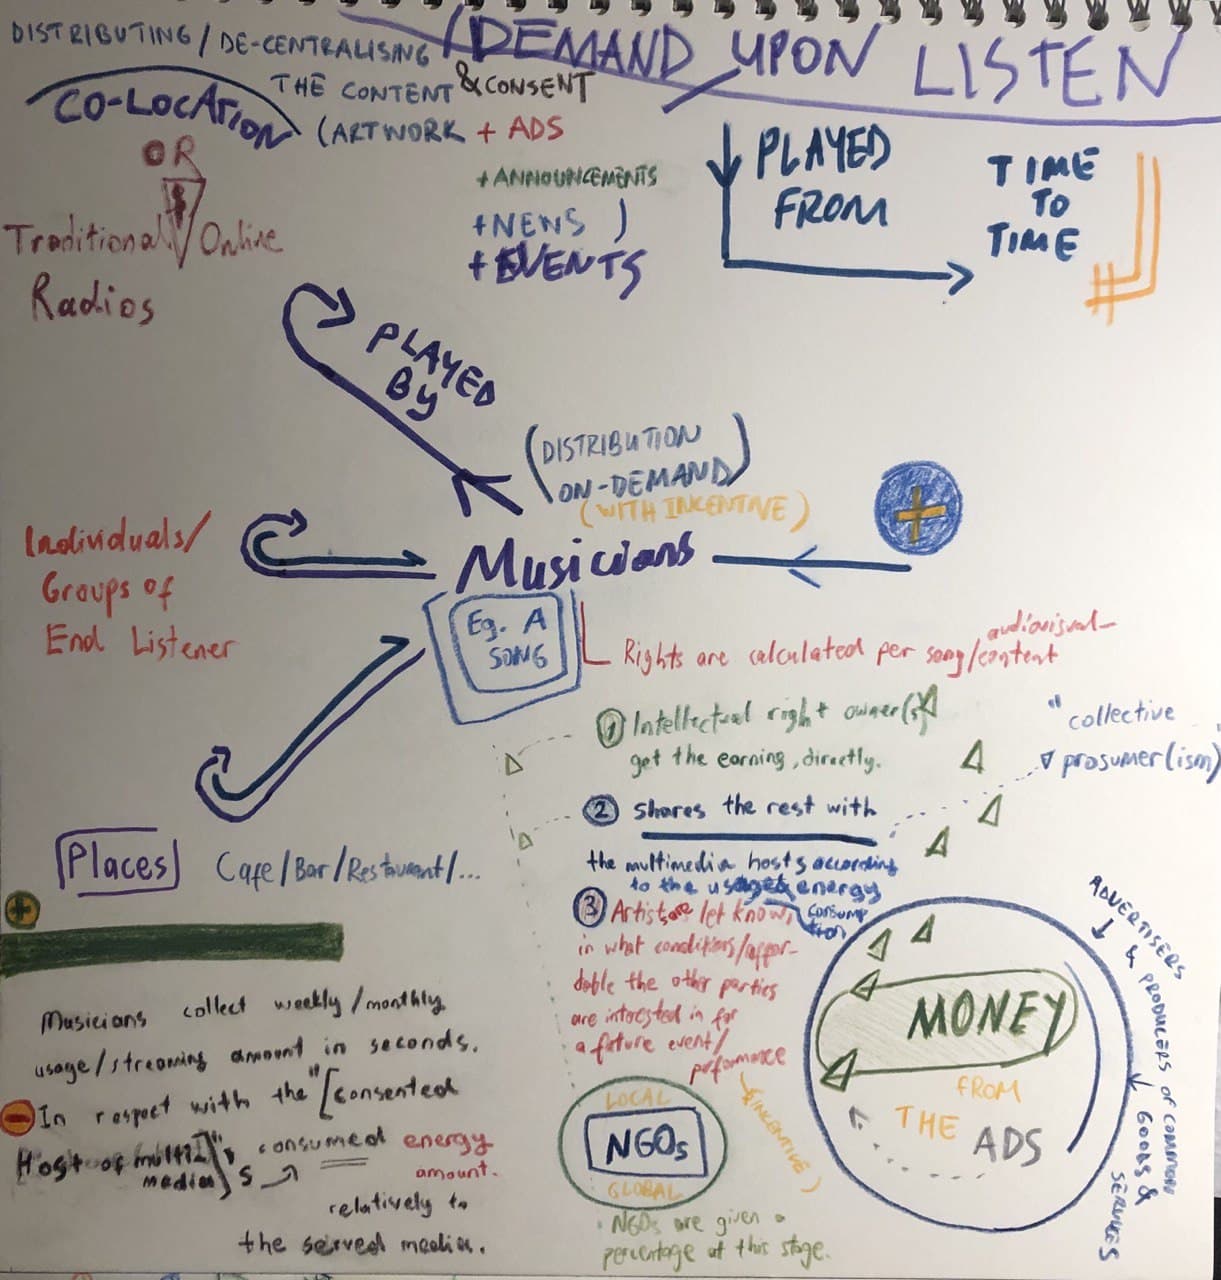 DISTRIBUTING / DE-CENTRALISING
THE CONTENT & CONSENT
(ARTWORK + ADS
+ ANNOUNCEMENTS
+ NEWS )
+ EVENTS
/ DEMAND UPON LISTEN
CO-LOCATION
OR
$
Traditional Online
Radios
PLAYED
FROM
TIME
TO
TIME
PLAYED
BY
(DISTRIBUTION
ON-DEMAND)
(WITH INCENTIVE)
+
Individuals/
Groups of
End Listener
Musicians
Eg. A
SONG
audiovisual-
Rights are calculated per song/content
1 Intellectual right owner(s)
get the earning, directly.
"collective
prosumer(ism)"
2 shares the rest with
the multimedia hosts according
to the usage & energy
consump
tion
3 Artists are let know,
in what conditions/affor-
dable the other parties
are interested in for
a future event/
performance
(INCENTIVE)
Places
Cafe/Bar/Restaurant/...
+
Musicians collect weekly/monthly
usage/streaming amount in seconds.
- In respect with the "[consented
Host of multi
media]"s consumed energy
amount.
relatively to
the served media.
LOCAL
NGOs
GLOBAL
NGOs are given a
percentage at this stage.
MONEY
FROM
THE ADS
ADVERTISERS
& PRODUCERS OF COMMON
GOODS &
SERVICES